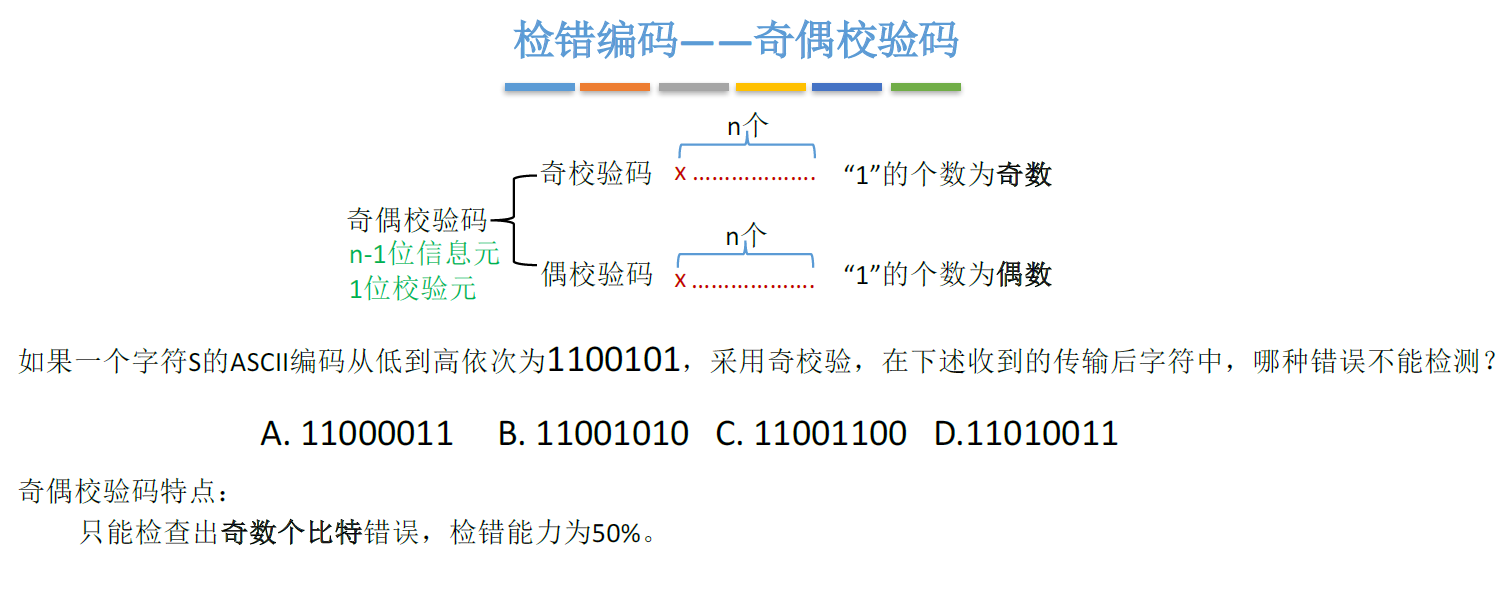 检错编码——奇偶校验码
n个
奇校验码 x ……………….. “1”的个数为奇数
奇偶校验码
n-1位信息元
1位校验元
n个
偶校验码 x ……………….. “1”的个数为偶数
如果一个字符S的ASCII编码从低到高依次为1100101，采用奇校验，在下述收到的传输后字符中，哪种错误不能检测？
A. 11000011 B. 11001010 C. 11001100 D.11010011
奇偶校验码特点：
只能检查出奇数个比特错误，检错能力为50%。